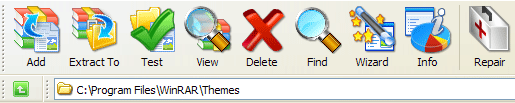 Add Extract To Test View Delete Find Wizard Info Repair
C:\Program Files\WinRAR\Themes